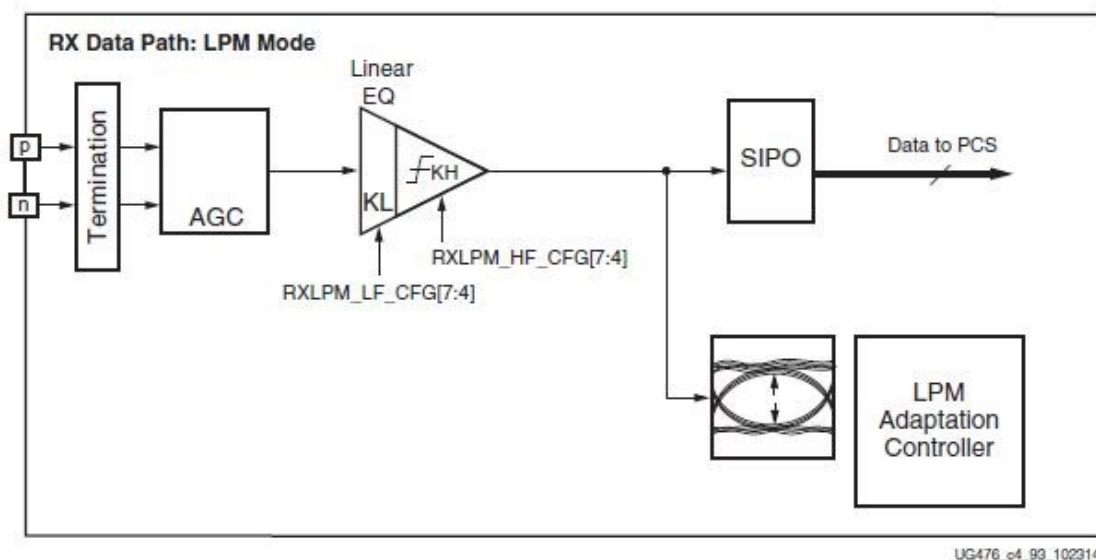 RX Data Path: LPM Mode
Linear
EQ
p
n
Termination
AGC
KL
KH
SIPO
Data to PCS
RXLPM_HF_CFG[7:4]
RXLPM_LF_CFG[7:4]
LPM
Adaptation
Controller
UG476_c4_93_102314